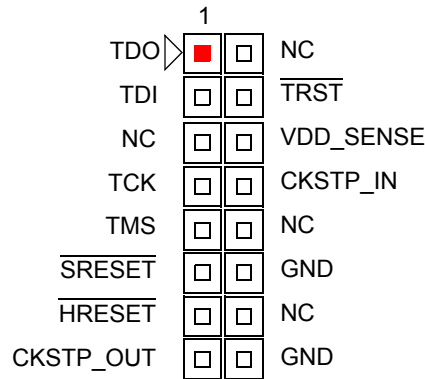 1
TDO NC
TDI TRST
NC VDD_SENSE
TCK CKSTP_IN
TMS NC
SRESET GND
HRESET NC
CKSTP_OUT GND